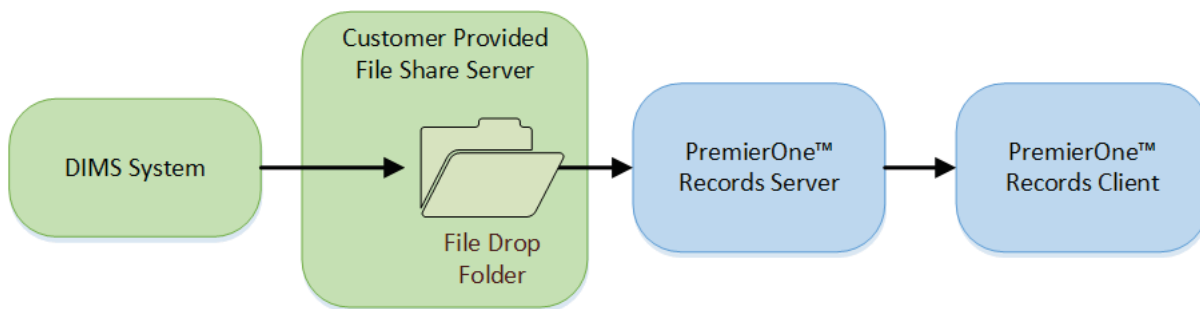 Customer Provided
File Share Server
DIMS System
File Drop
Folder
PremierOne™
Records Server
PremierOne™
Records Client